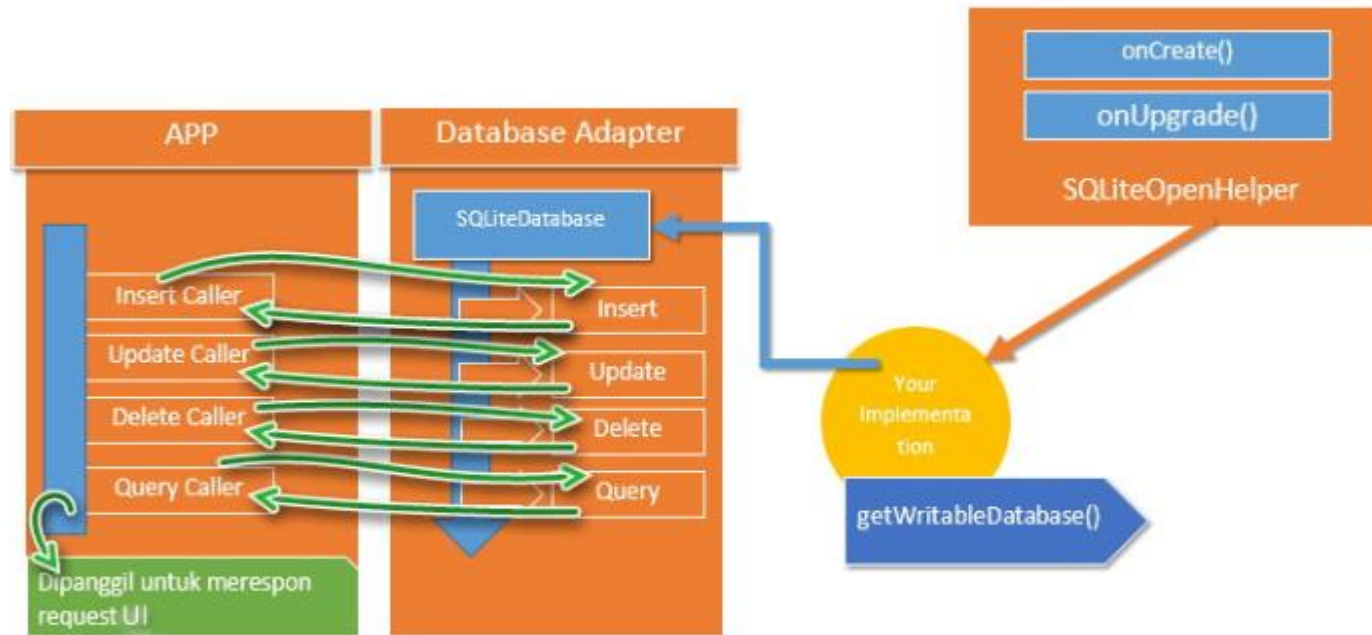 APP
Insert Caller
Update Caller
Delete Caller
Query Caller
Dipanggil untuk merespon
request UI
Database Adapter
SQLiteDatabase
Insert
Update
Delete
Query
onCreate()
onUpgrade()
SQLiteOpenHelper
Your
Implementa
tion
getWritableDatabase()